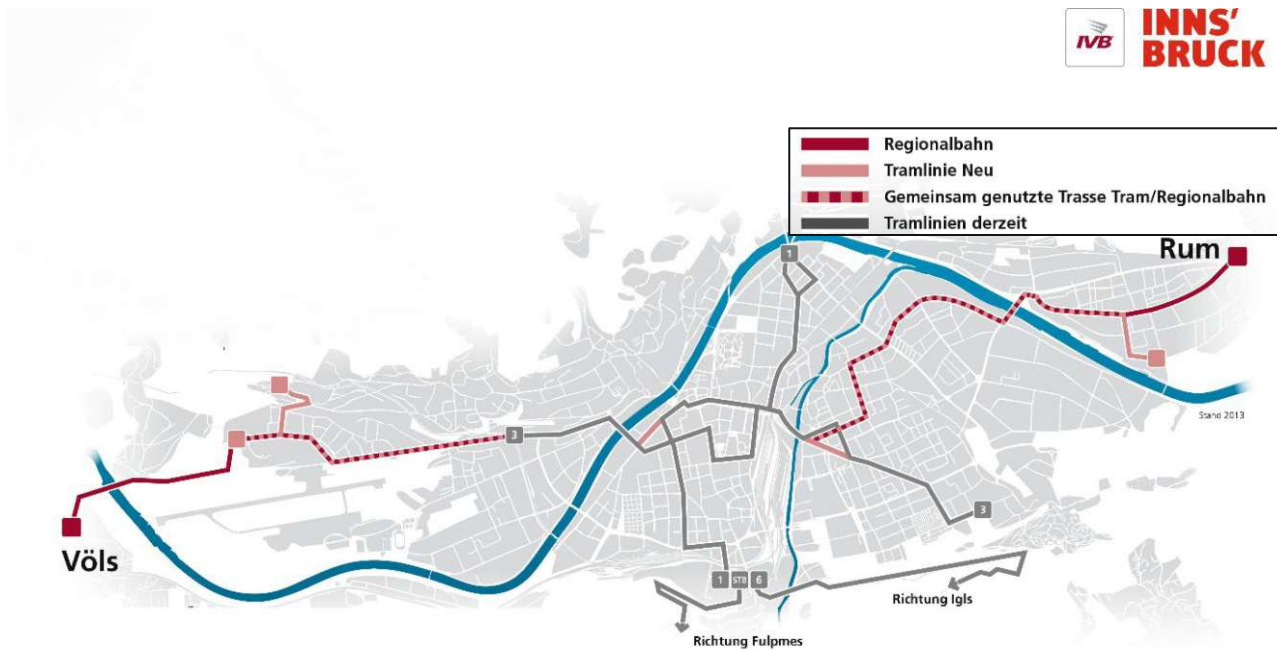 IVB
INNS'
BRUCK
Regionalbahn
Tramlinie Neu
Gemeinsam genutzte Trasse Tram/Regionalbahn
Tramlinien derzeit
Rum
1
Stand 2013
3
3
Völs
1
STB
6
Richtung Igls
Richtung Fulpmes